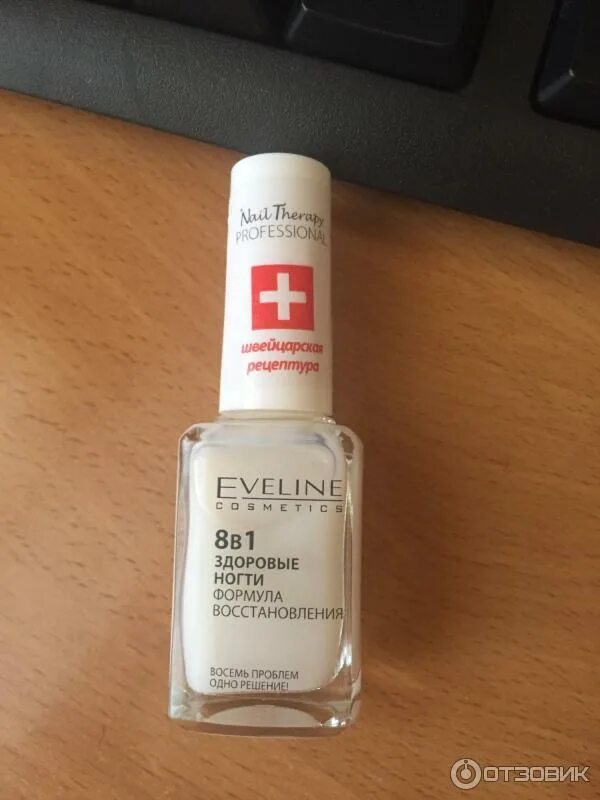 Nail Therapy
PROFESSIONAL
швейцарская
рецептура
EVELINE
COSMETICS
8В1
ЗДОРОВЫЕ
НОГТИ
ФОРМУЛА
ВОССТАНОВЛЕНИЯ
ВОСЕМЬ ПРОБЛЕМ
ОДНО РЕШЕНИЕ!
ОТЗОВИК